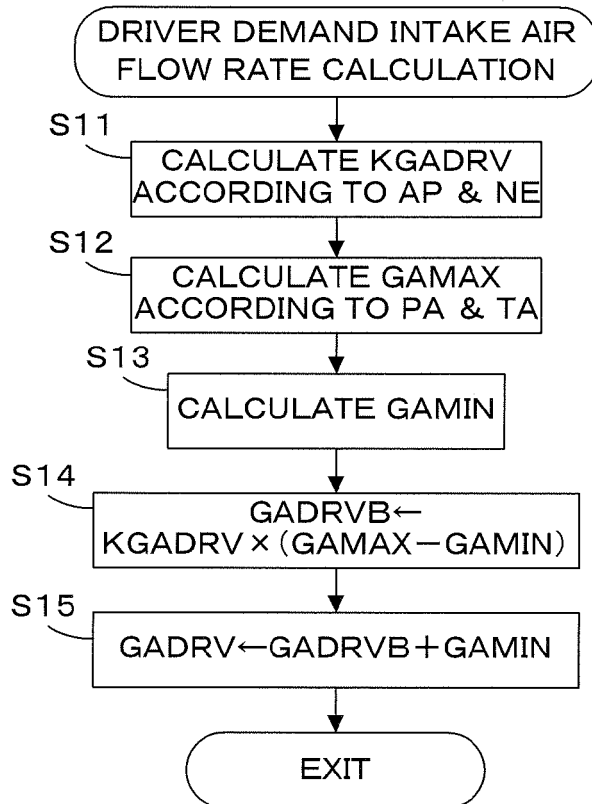 DRIVER DEMAND INTAKE AIR
FLOW RATE CALCULATION
S11
CALCULATE KGADRV
ACCORDING TO AP & NE
S12
CALCULATE GAMAX
ACCORDING TO PA & TA
S13
CALCULATE GAMIN
S14
GADRVB←
KGADRV×(GAMAX－GAMIN)
S15
GADRV←GADRVB＋GAMIN
EXIT